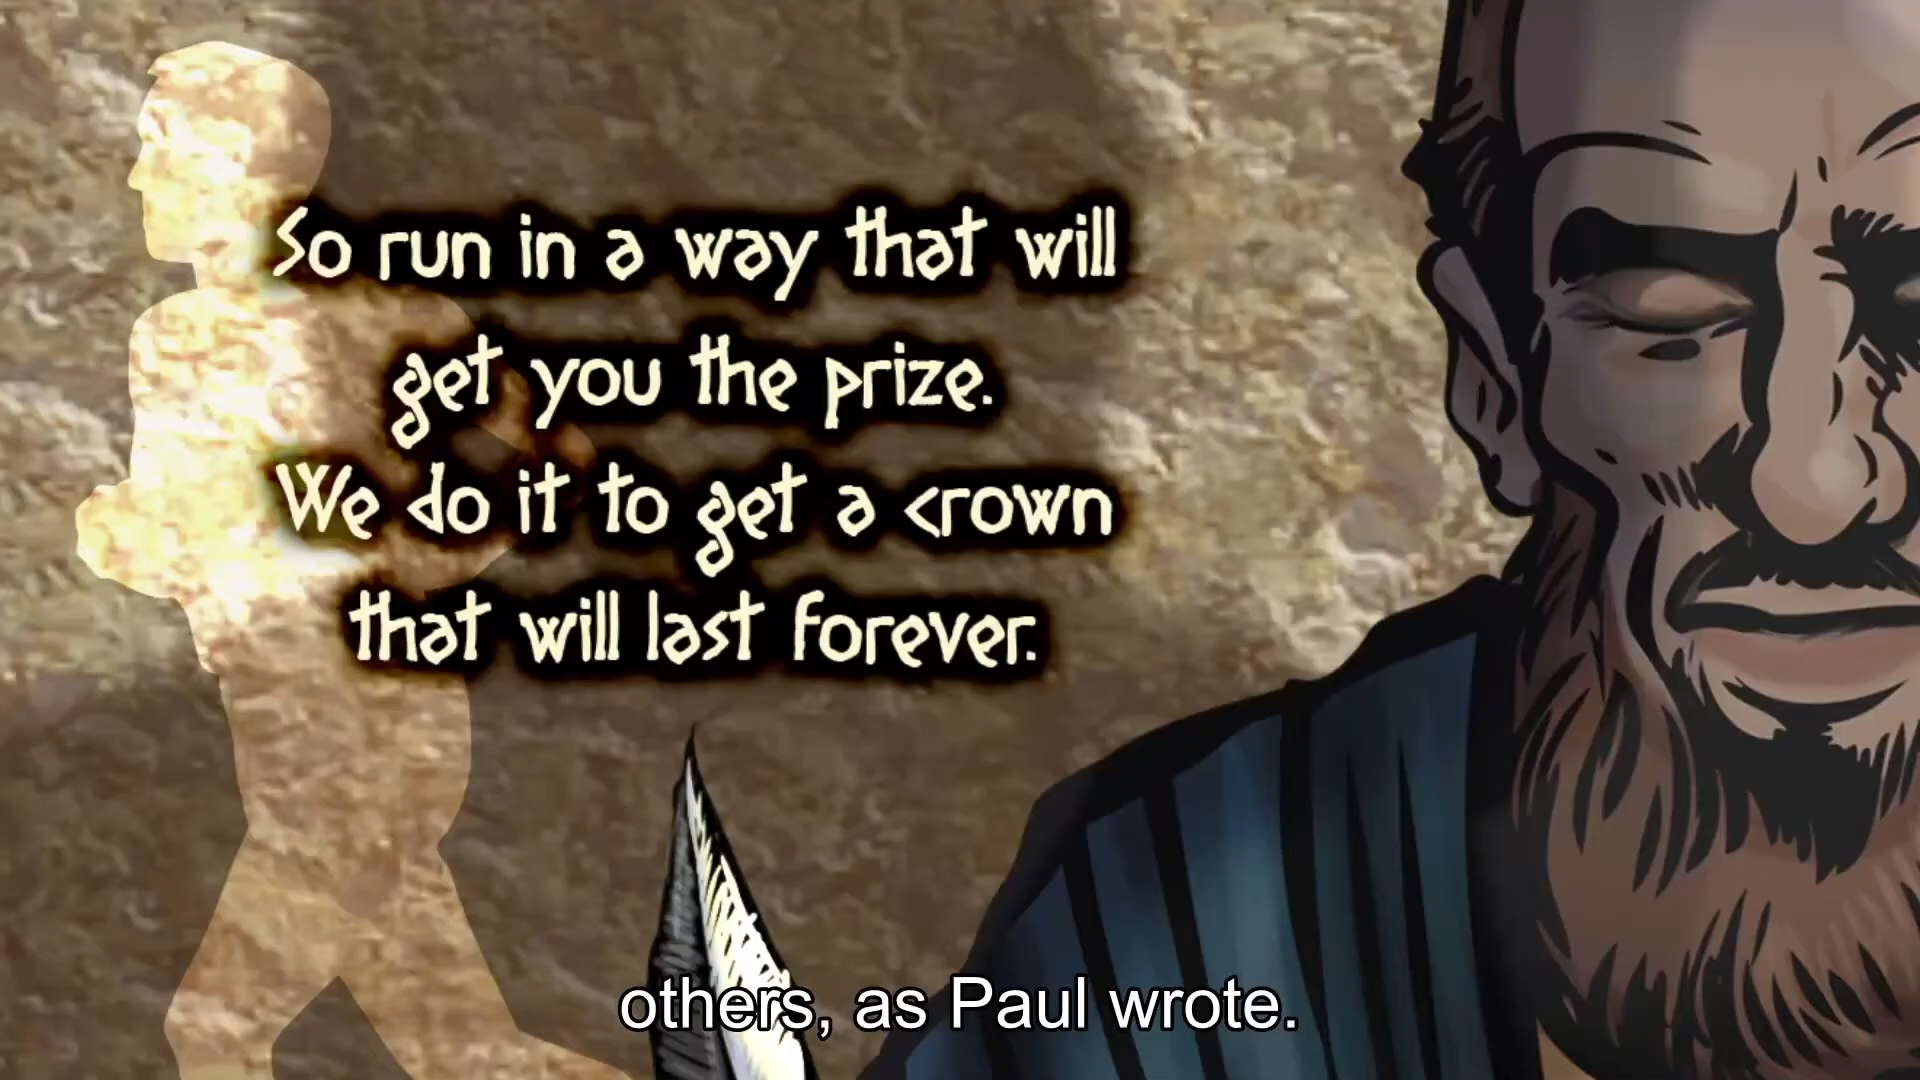 So run in a way that will
get you the prize.
We do it to get a crown
that will last forever.
others, as Paul wrote.